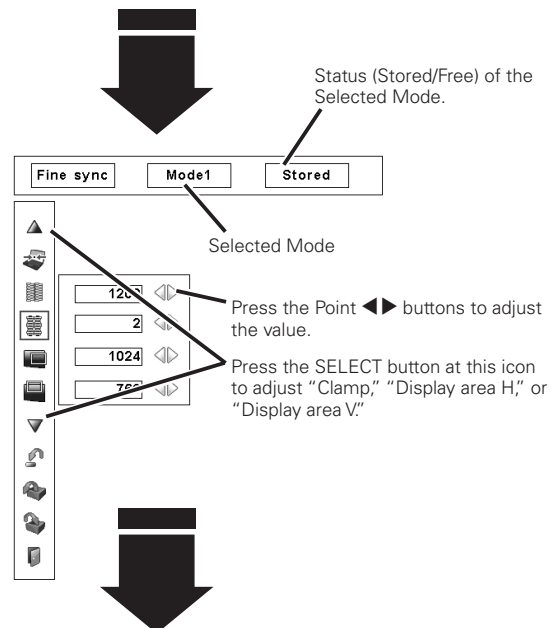 Status (Stored/Free) of the
Selected Mode.
Fine sync
Mode1
Stored
Selected Mode
2
1024
Press the Point ◀▶ buttons to adjust
the value.
Press the SELECT button at this icon
to adjust “Clamp,” “Display area H,” or
“Display area V.”